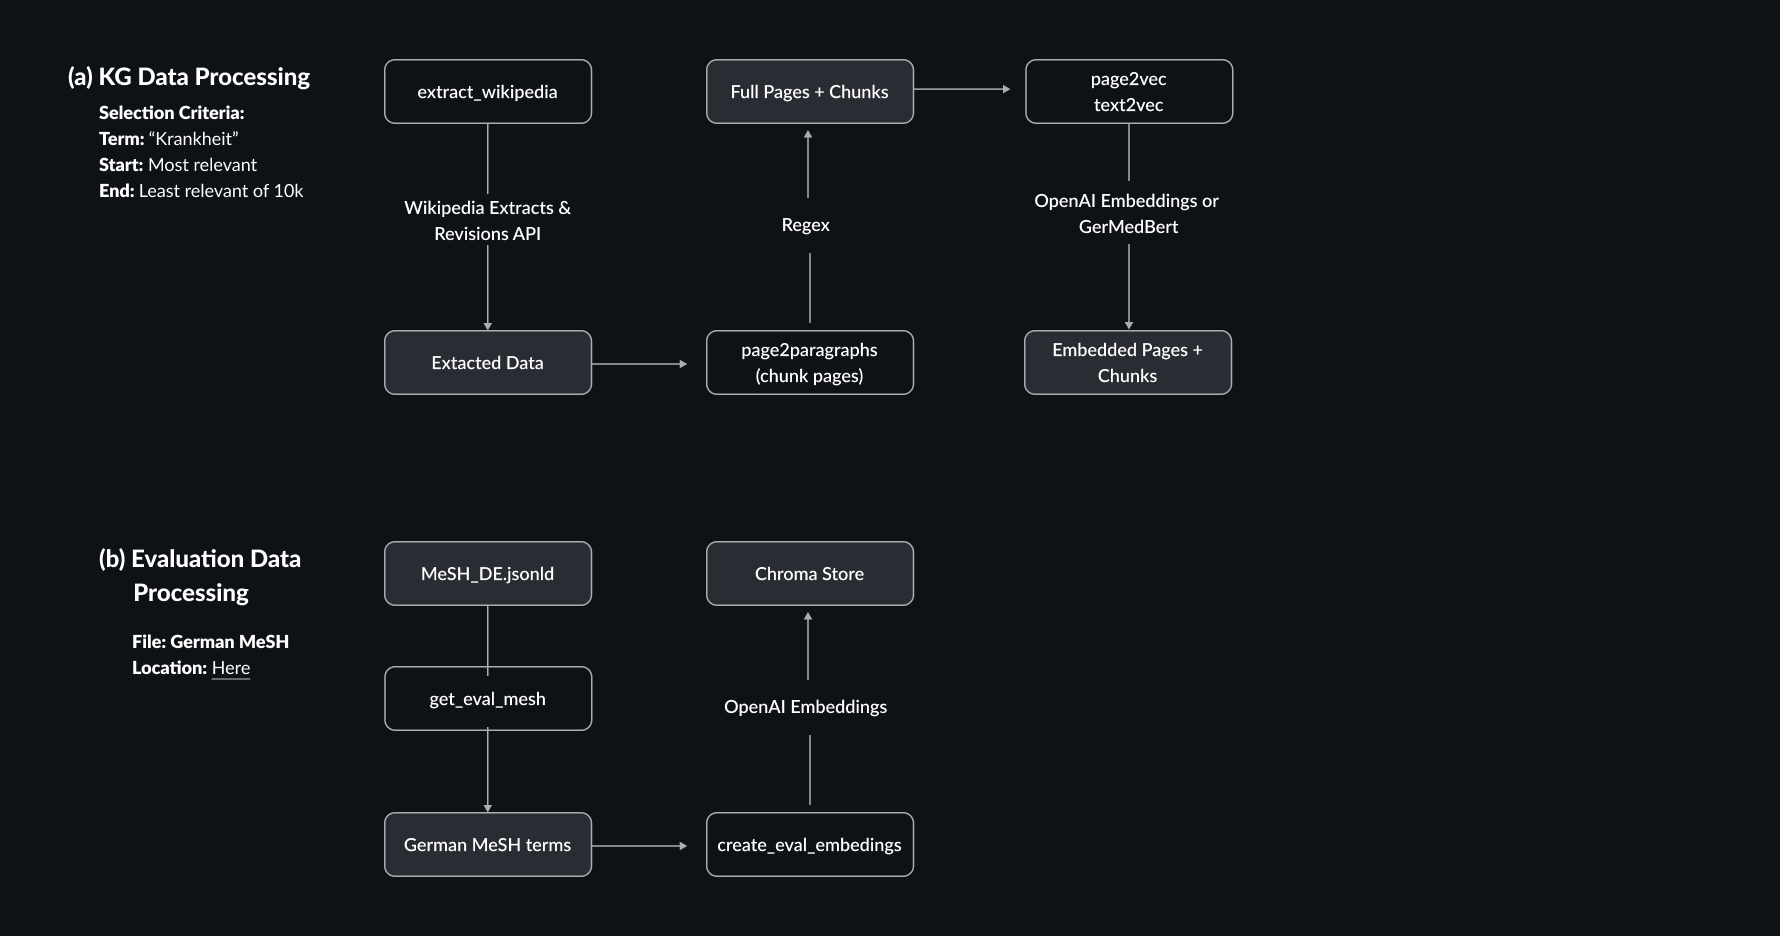 (a) KG Data Processing
Selection Criteria:
Term: “Krankheit”
Start: Most relevant
End: Least relevant of 10k
extract_wikipedia
Wikipedia Extracts &
Revisions API
Extacted Data
page2paragraphs
(chunk pages)
Regex
Full Pages + Chunks
page2vec
text2vec
OpenAI Embeddings or
GerMedBert
Embedded Pages +
Chunks
(b) Evaluation Data
Processing
File: German MeSH
Location: Here
MeSH_DE.jsonld
get_eval_mesh
German MeSH terms
create_eval_embedings
OpenAI Embeddings
Chroma Store